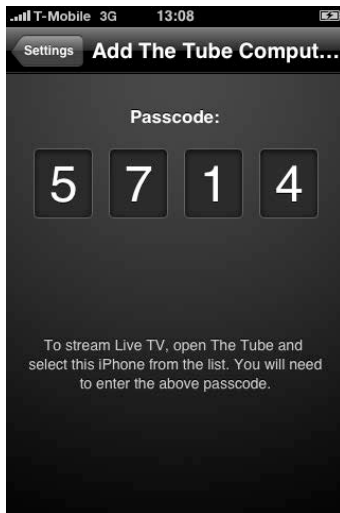 T-Mobile 3G 13:08
Settings Add The Tube Comput...
Passcode:
5 7 1 4
To stream Live TV, open The Tube and
select this iPhone from the list. You will need
to enter the above passcode.